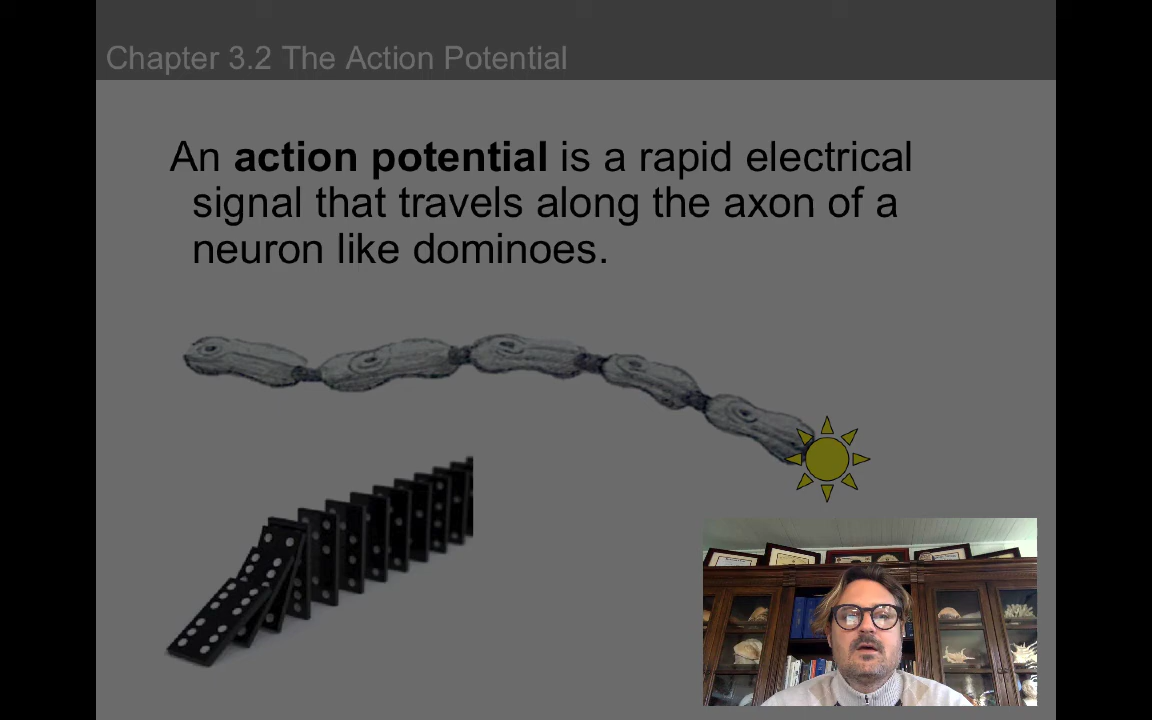 Chapter 3.2 The Action Potential
An action potential is a rapid electrical
signal that travels along the axon of a
neuron like dominoes.